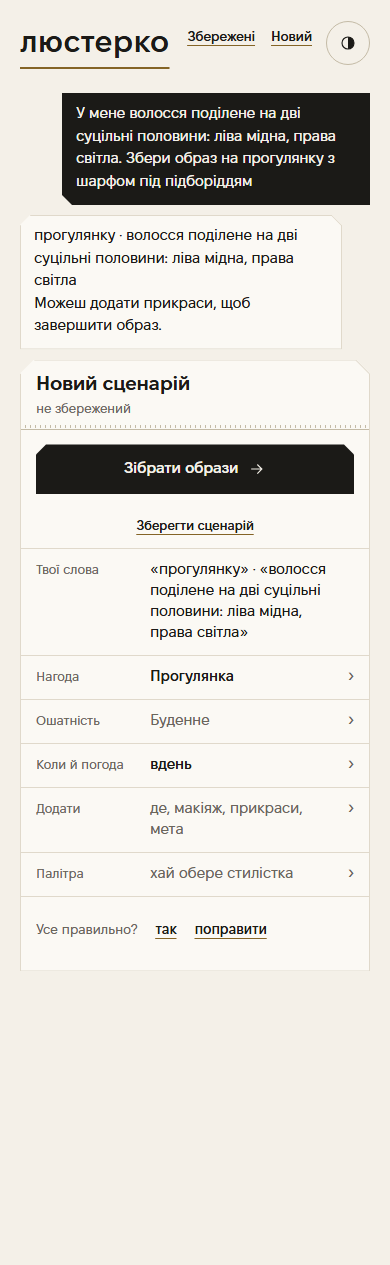 люстерко
Збережені
Новий
У мене волосся поділене на дві
суцільні половини: ліва мідна, права
світла. Збери образ на прогулянку з
шарфом під підборіддям
прогулянку · волосся поділене на дві
суцільні половини: ліва мідна, права
світла
Можеш додати прикраси, щоб
завершити образ.
Новий сценарій
не збережений
Зібрати образи →
Зберегти сценарій
Твої слова
«прогулянку» · «волосся
поділене на дві суцільні
половини: ліва мідна,
права світла»
Нагода
Прогулянка
Ошатність
Буденне
Коли й погода
вдень
Додати
де, макіяж, прикраси,
мета
Палітра
хай обере стилістка
Усе правильно? так поправити